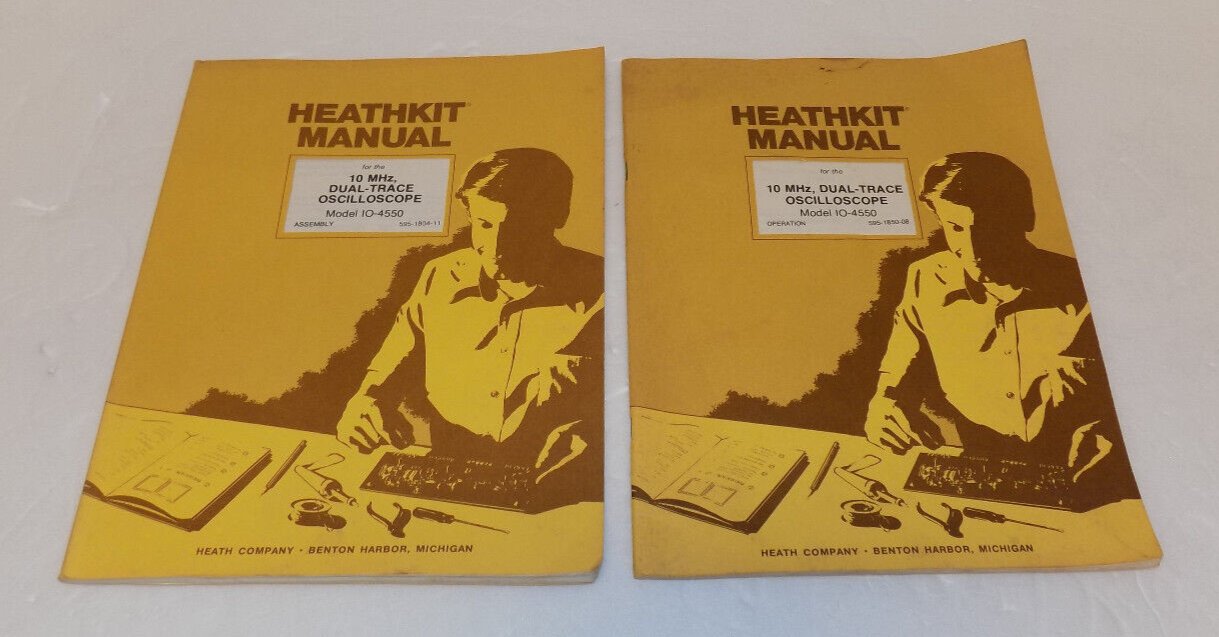 HEATHKIT®
MANUAL
for the
10 MHz,
DUAL-TRACE
OSCILLOSCOPE
Model IO-4550
ASSEMBLY 595-1804-11
HEATH COMPANY • BENTON HARBOR, MICHIGAN
HEATHKIT®
MANUAL
for the
10 MHz, DUAL-TRACE
OSCILLOSCOPE
Model IO-4550
OPERATION 595-1850-08
HEATH COMPANY • BENTON HARBOR, MICHIGAN